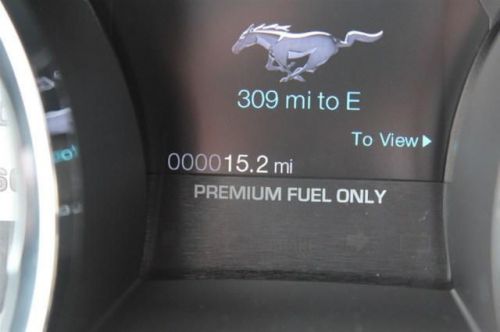 309 mi to E
To View
000015.2 mi
PREMIUM FUEL ONLY